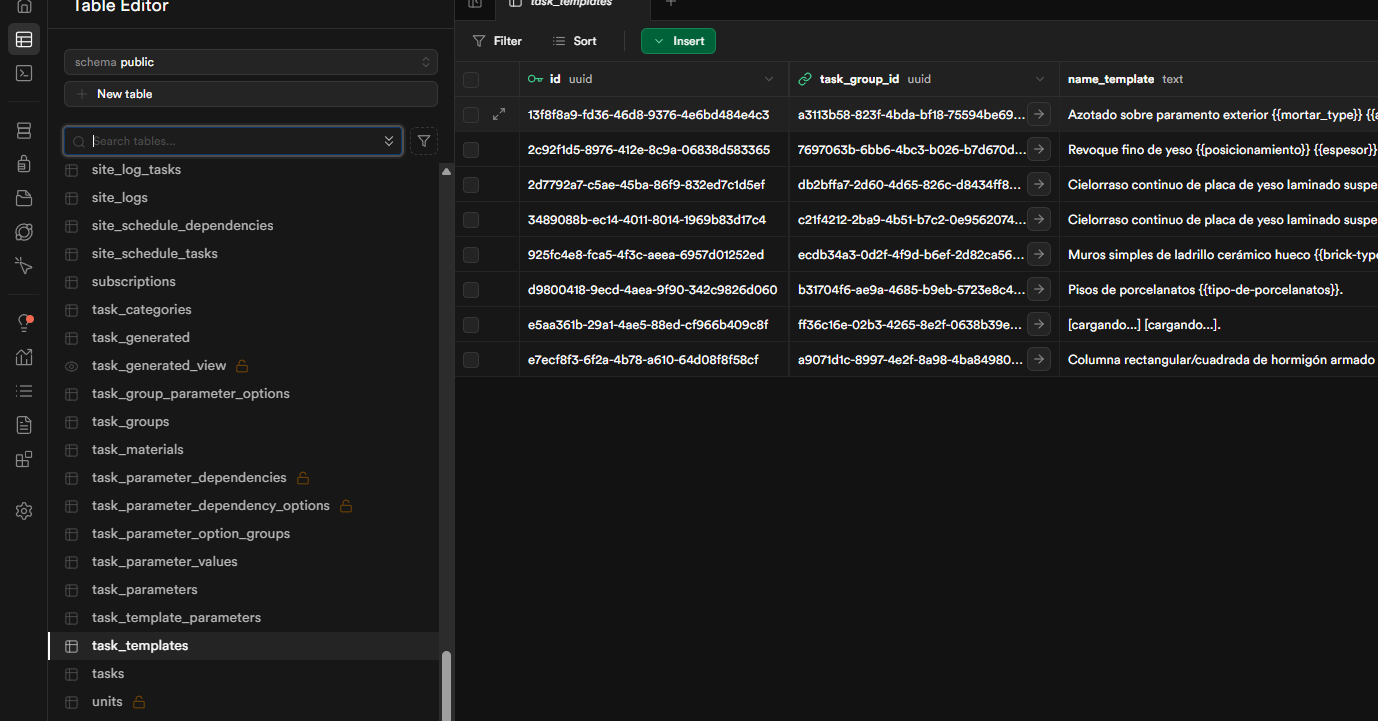 Table Editor
schema public
New table
Search tables...
site_log_tasks
site_logs
site_schedule_dependencies
site_schedule_tasks
subscriptions
task_categories
task_generated
task_generated_view
task_group_parameter_options
task_groups
task_materials
task_parameter_dependencies
task_parameter_dependency_options
task_parameter_option_groups
task_parameter_values
task_parameters
task_template_parameters
task_templates
tasks
units
task_templates
Filter Sort Insert
id uuid task_group_id uuid name_template text
13f8f8a9-fd36-46d8-9376-4e6bd484e4c3 a3113b58-823f-4bda-bf18-75594be69... Azotado sobre paramento exterior {{mortar_type}} {{a
2c92f1d5-8976-412e-8c9a-06838d583365 7697063b-6bb6-4bc3-b026-b7d670d... Revoque fino de yeso {{posicionamiento}} {{espesor}}
2d7792a7-c5ae-45ba-86f9-832ed7c1d5ef db2bffa7-2d60-4d65-826c-d8434ff8... Cielorraso continuo de placa de yeso laminado suspe
3489088b-ec14-4011-8014-1969b83d17c4 c21f4212-2ba9-4b51-b7c2-0e9562074... Cielorraso continuo de placa de yeso laminado suspe
925fc4e8-fca5-4f3c-aeea-6957d01252ed ecdb34a3-0d2f-4f9d-b6ef-2d82ca56... Muros simples de ladrillo cerámico hueco {{brick-type
d9800418-9ecd-4aea-9f90-342c9826d060 b31704f6-ae9a-4685-b9eb-5723e8c4... Pisos de porcelanatos {{tipo-de-porcelanatos}}.
e5aa361b-29a1-4ae5-88ed-cf966b409c8f ff36c16e-02b3-4265-8e2f-0638b39e... [cargando...] [cargando...].
e7ecf8f3-6f2a-4b78-a610-64d08f8f58cf a9071d1c-8997-4e2f-8a98-4ba84980... Columna rectangular/cuadrada de hormigón armado